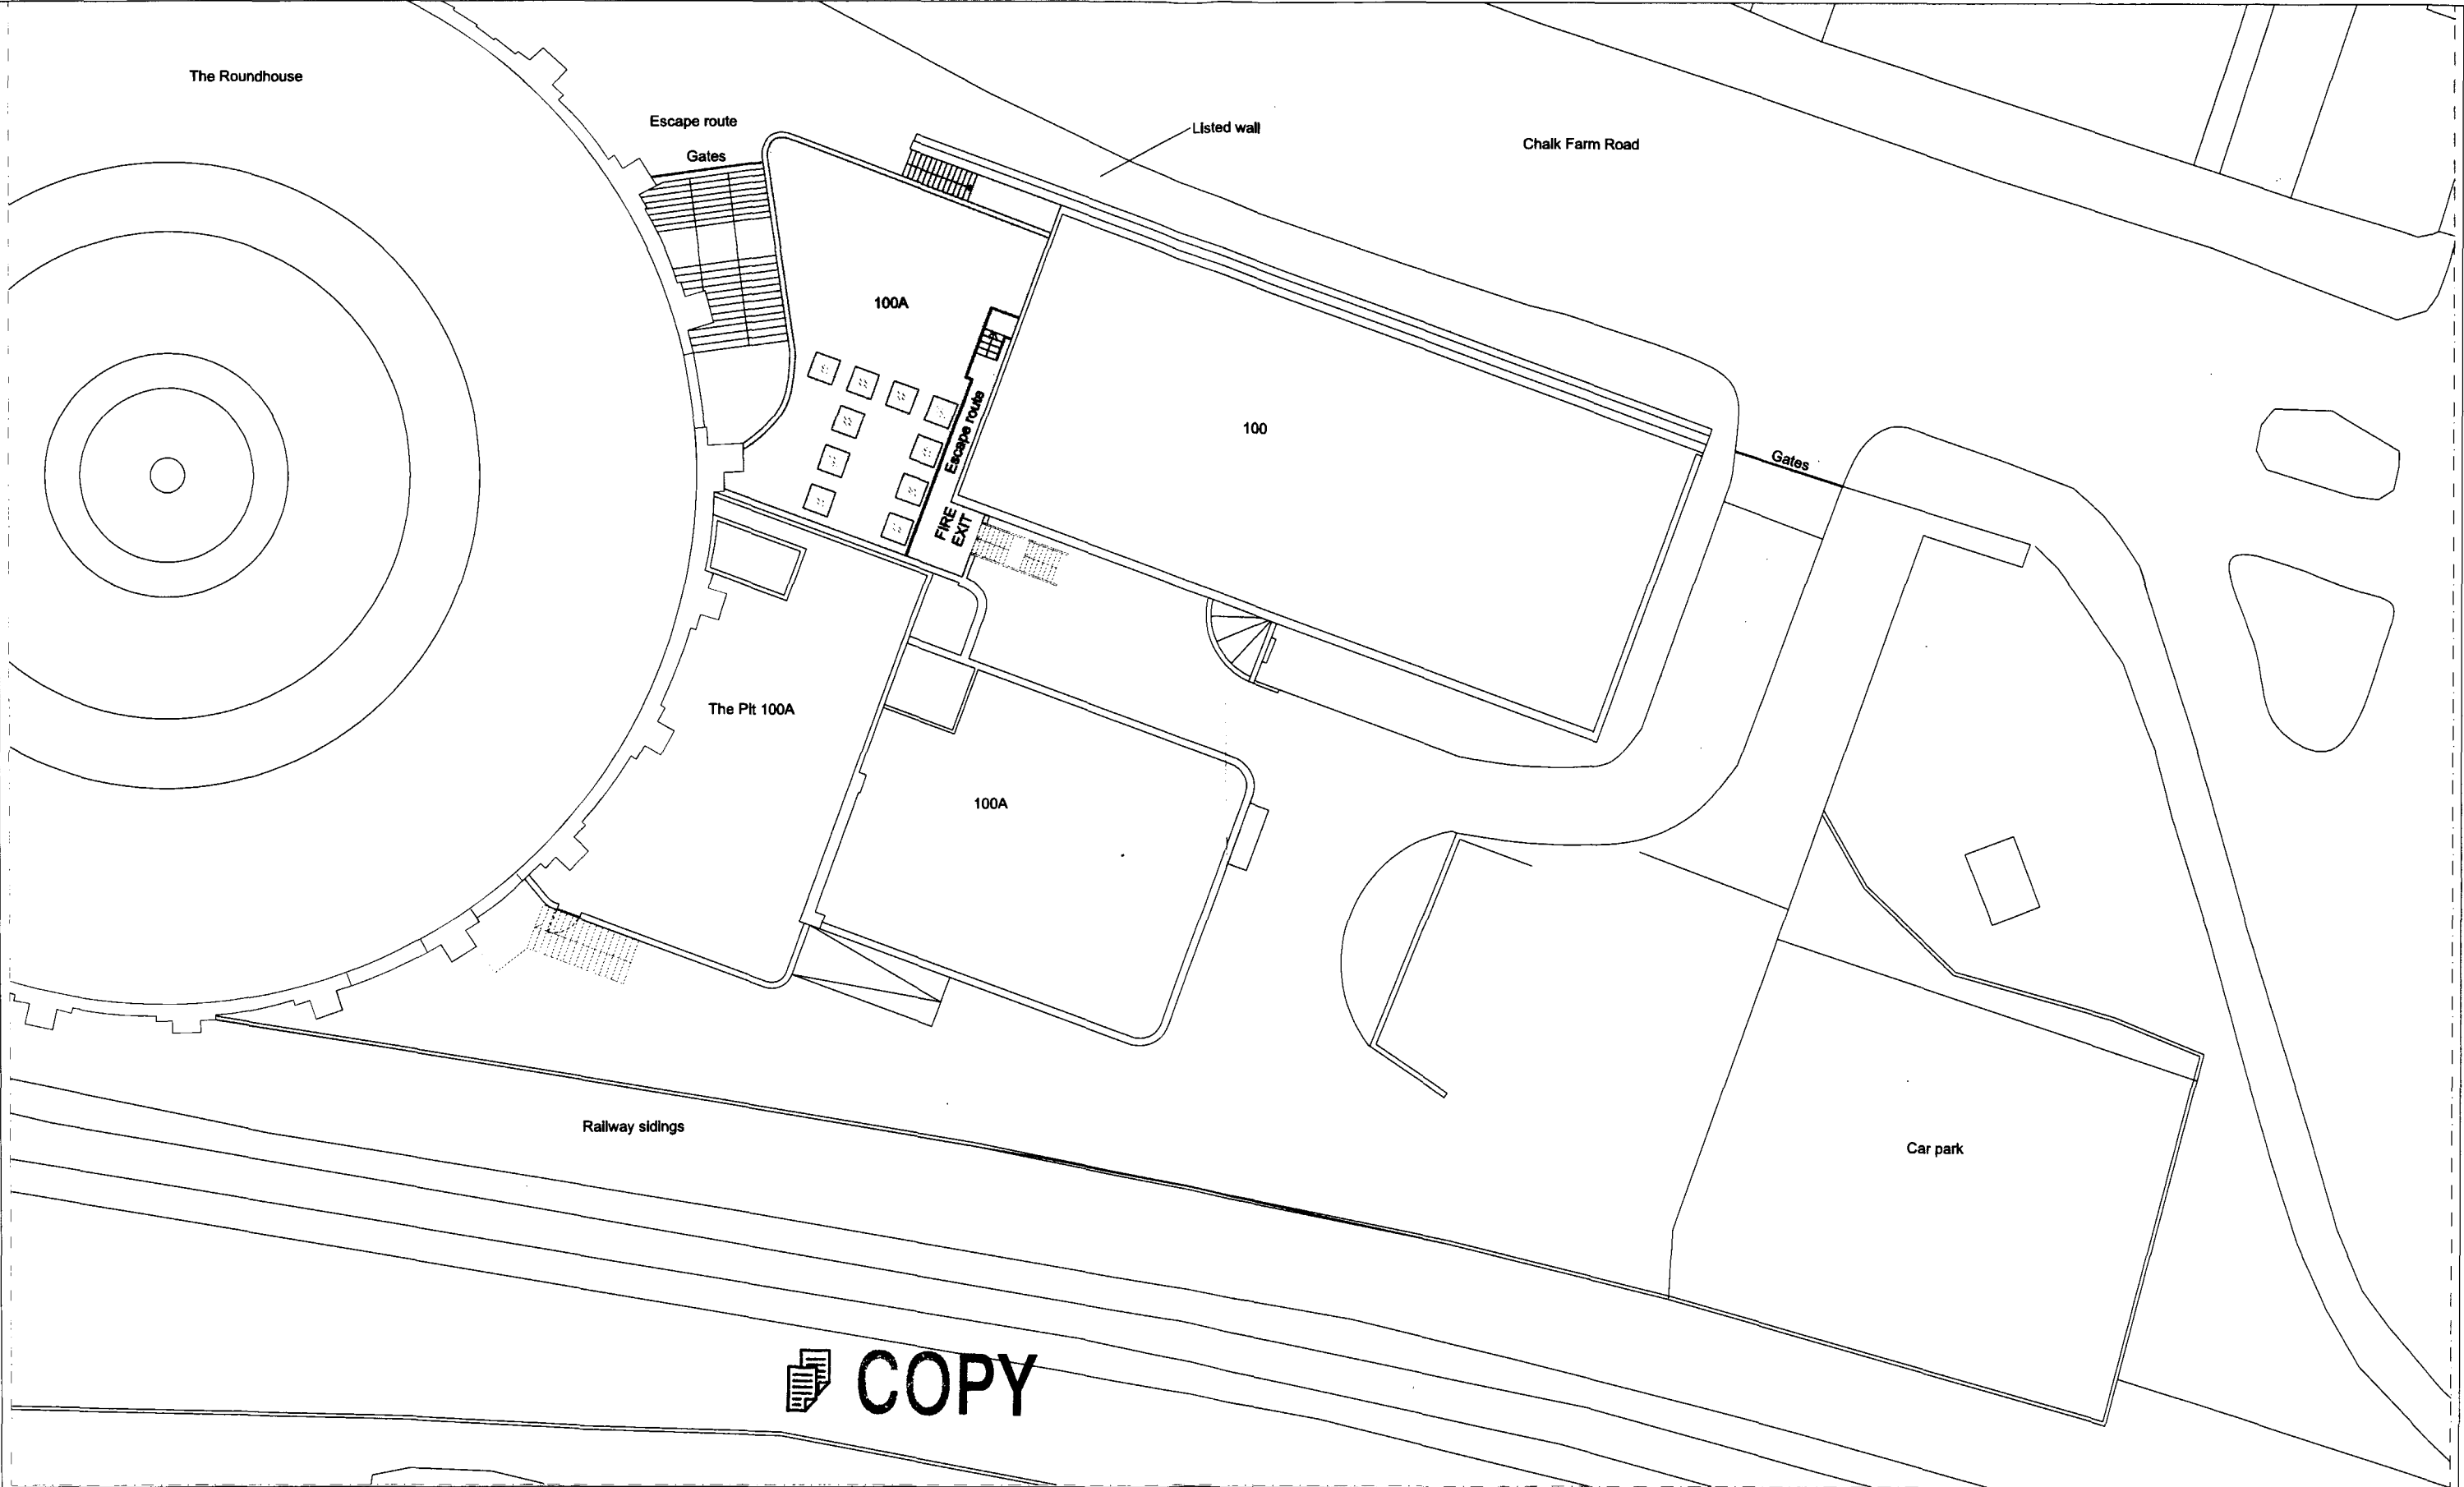 The Roundhouse
Escape route
Gates
Listed wall
Chalk Farm Road
100A
Escape route
100
Gates
FIRE
EXIT
The Pit 100A
100A
Railway sidings
Car park
COPY